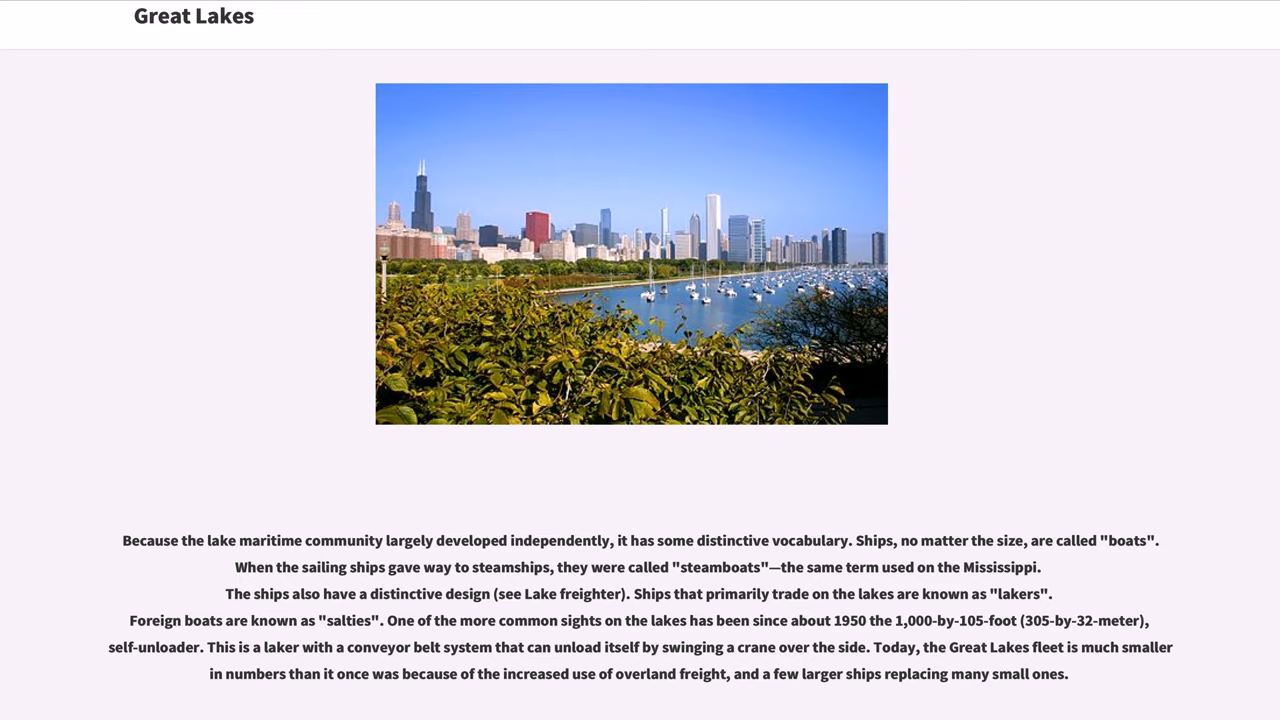 Great Lakes
Because the lake maritime community largely developed independently, it has some distinctive vocabulary. Ships, no matter the size, are called "boats".
When the sailing ships gave way to steamships, they were called "steamboats"—the same term used on the Mississippi.
The ships also have a distinctive design (see Lake freighter). Ships that primarily trade on the lakes are known as "lakers".
Foreign boats are known as "salties". One of the more common sights on the lakes has been since about 1950 the 1,000-by-105-foot (305-by-32-meter),
self-unloader. This is a laker with a conveyor belt system that can unload itself by swinging a crane over the side. Today, the Great Lakes fleet is much smaller
in numbers than it once was because of the increased use of overland freight, and a few larger ships replacing many small ones.